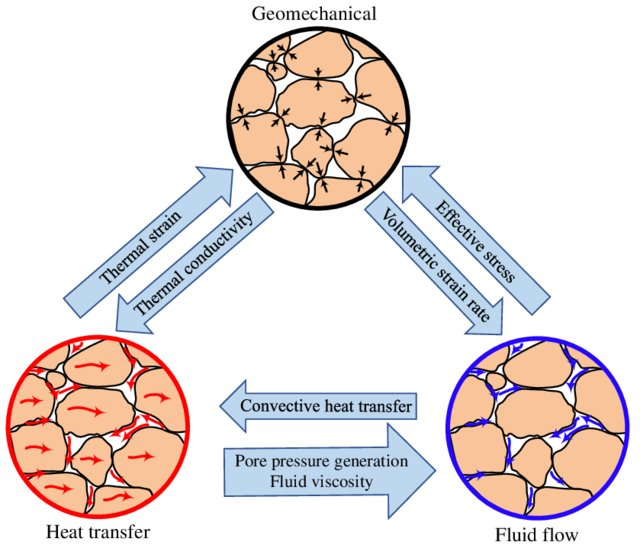 Geomechanical
Thermal strain
Thermal conductivity
Effective stress
Volumetric strain rate
Convective heat transfer
Pore pressure generation
Fluid viscosity
Heat transfer
Fluid flow